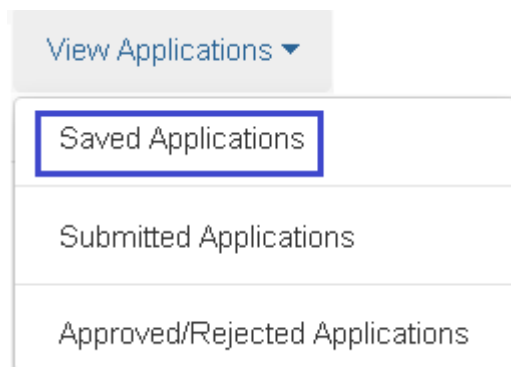 View Applications
Saved Applications
Submitted Applications
Approved/Rejected Applications